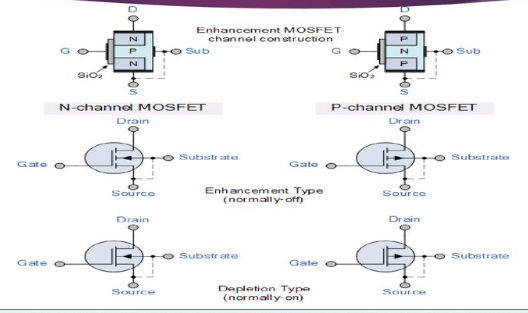 D D
Enhancement MOSFET
channel construction
N P
G P Sub G N Sub
N P
SiO2 SiO2
S S
N-channel MOSFET P-channel MOSFET
Drain Drain
Gate Substrate Gate Substrate
Source Source
Enhancement Type
(normally-off)
Drain Drain
Gate Substrate Gate Substrate
Source Source
Depletion Type
(normally-on)